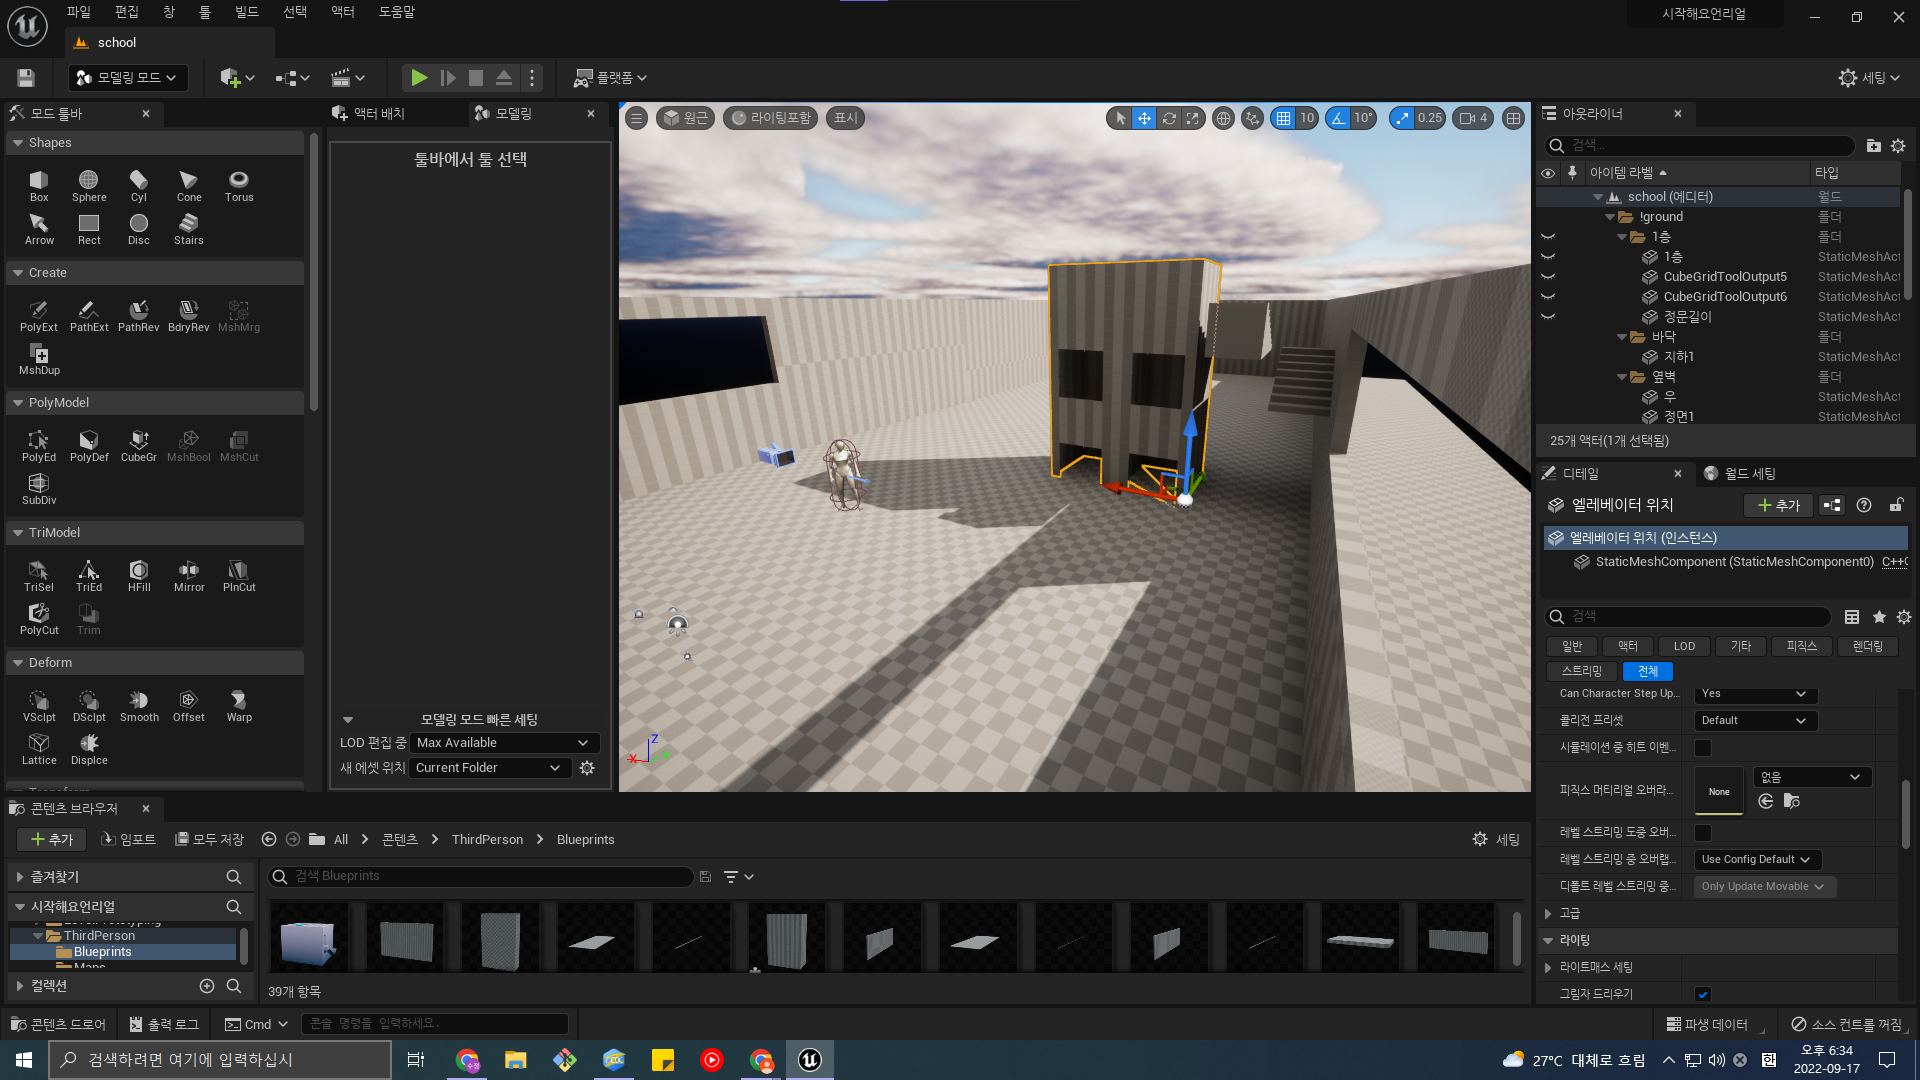 파일 편집 창 툴 빌드 선택 액터 도움말
시작해요언리얼
school
모델링 모드
플랫폼
세팅
모드 툴바
Shapes
Box Sphere Cyl Cone Torus
Arrow Rect Disc Stairs
Create
PolyExt PathExt PathRev BdryRev MshMrg
MshDup
PolyModel
PolyEd PolyDef CubeGr MshBool MshCut
SubDiv
TriModel
TriSel TriEd HFill Mirror PlnCut
PolyCut Trim
Deform
VSclpt DSclpt Smooth Offset Warp
Lattice Displce
액터 배치
모델링
툴바에서 툴 선택
모델링 모드 빠른 세팅
LOD 편집 중 Max Available
새 에셋 위치 Current Folder
원근 라이팅포함 표시
10 10° 0.25 4
Z
X Y
아웃라이너
검색...
아이템 라벨 타입
school (에디터) 월드
!ground 폴더
1층 폴더
1층 StaticMeshAct
CubeGridToolOutput5 StaticMeshAct
CubeGridToolOutput6 StaticMeshAct
정문길이 StaticMeshAct
바닥 폴더
지하1 StaticMeshAct
옆벽 폴더
우 StaticMeshAct
정면1 StaticMeshAct
25개 액터(1개 선택됨)
디테일 월드 세팅
엘레베이터 위치 추가
엘레베이터 위치 (인스턴스)
StaticMeshComponent (StaticMeshComponent0) C++
검색
일반 액터 LOD 기타 피직스 렌더링
스트리밍 전체
Can Character Step Up... Yes
콜리전 프리셋 Default
시뮬레이션 중 히트 이벤...
피직스 머티리얼 오버라... None 없음
레벨 스트리밍 도중 오버...
레벨 스트리밍 중 오버랩... Use Config Default
디폴트 레벨 스트리밍 중... Only Update Movable
고급
라이팅
라이트매스 세팅
그림자 드리우기
콘텐츠 브라우저
추가 임포트 모두 저장 All 콘텐츠 ThirdPerson Blueprints
세팅
즐겨찾기
시작해요언리얼
ThirdPerson
Blueprints
Maps
컬렉션
검색 Blueprints
39개 항목
콘텐츠 드로어 출력 로그 Cmd 콘솔 명령을 입력하세요.
파생 데이터 소스 컨트롤 꺼짐
검색하려면 여기에 입력하십시
27°C 대체로 흐림
한
오후 6:34
2022-09-17